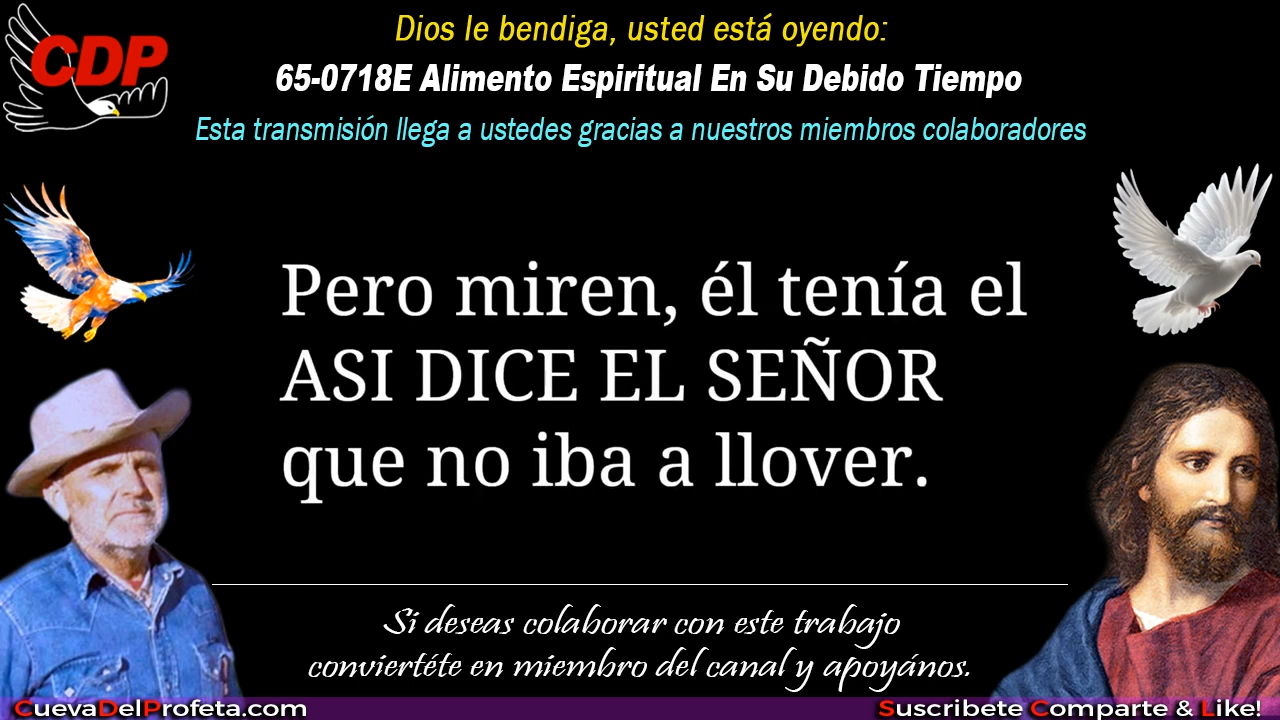 CDP
Dios le bendiga, usted está oyendo:
65-0718E Alimento Espiritual En Su Debido Tiempo
Esta transmisión llega a ustedes gracias a nuestros miembros colaboradores
Pero miren, él tenía el
ASI DICE EL SEÑOR
que no iba a llover.
Si deseas colaborar con este trabajo
conviertéte en miembro del canal y apoyános.
CuevaDelProfeta.com
Suscribete Comparte & Like!